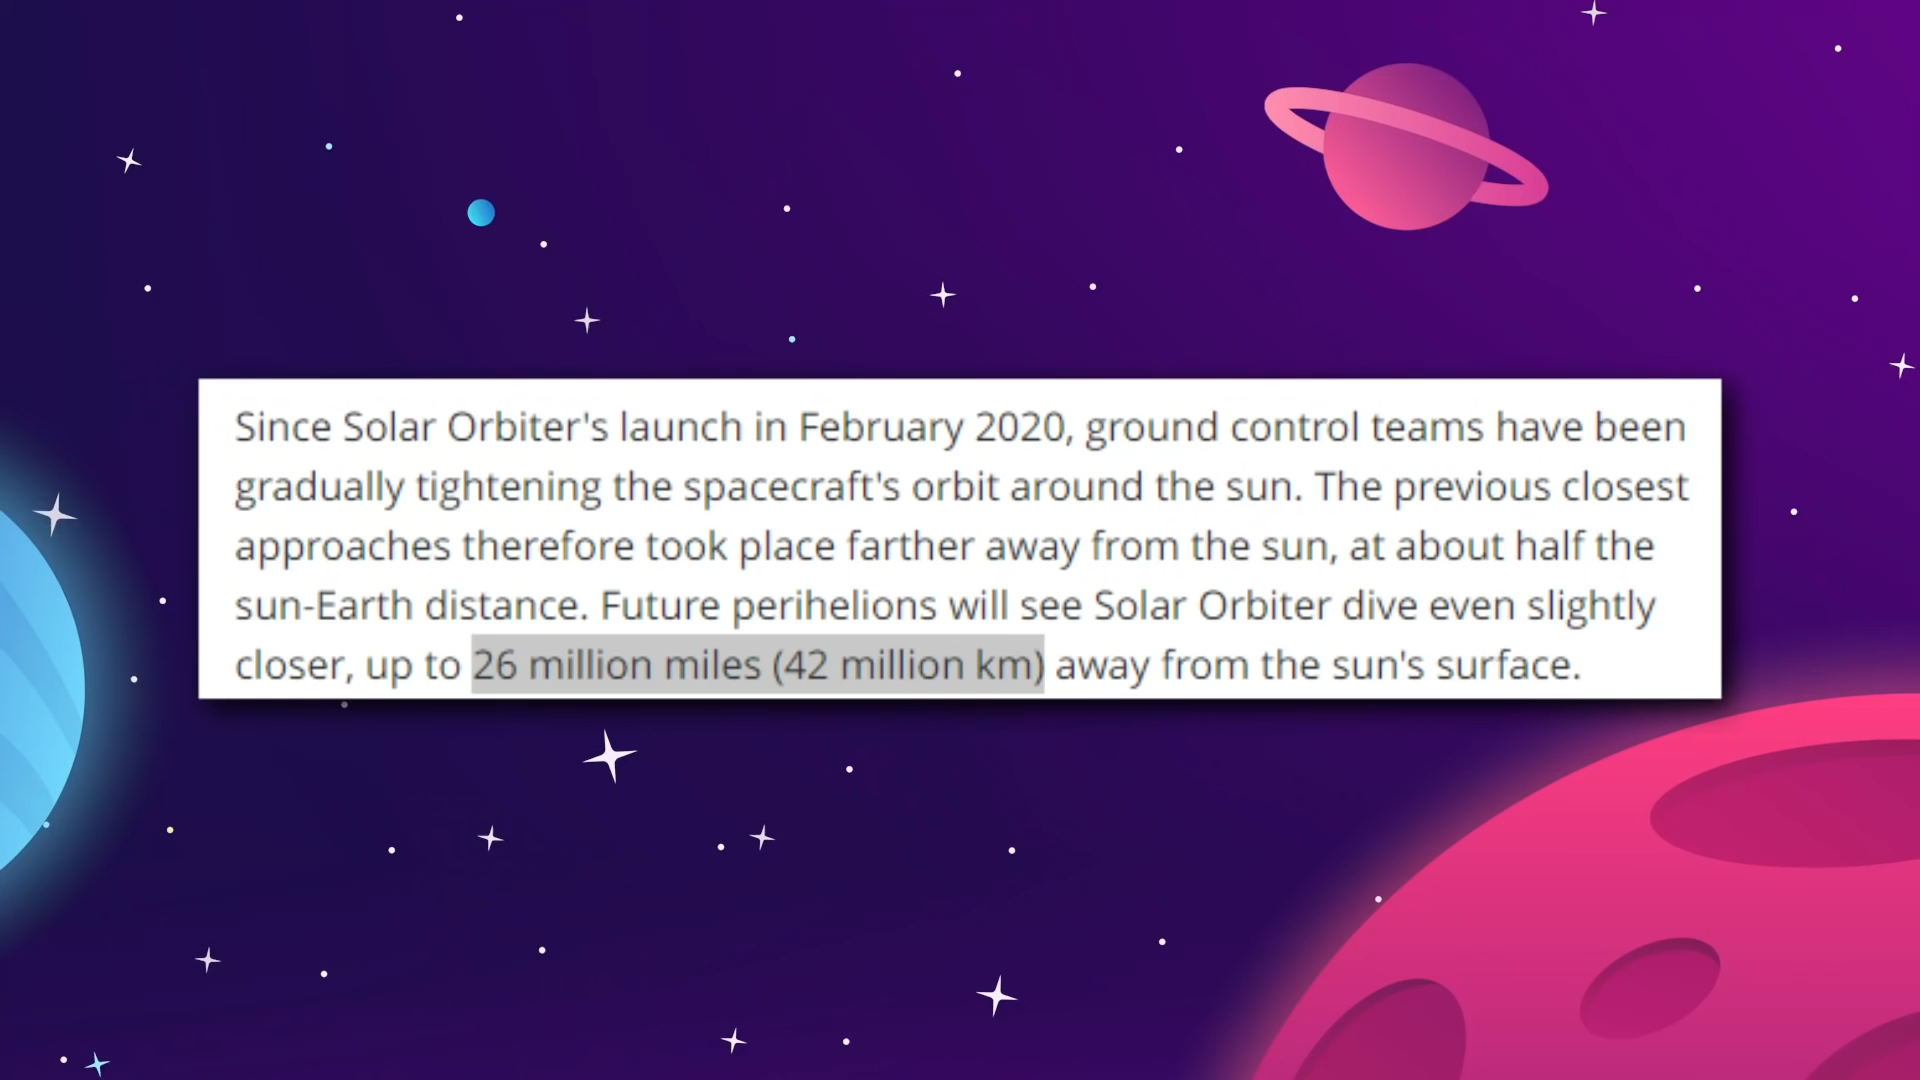 Since Solar Orbiter's launch in February 2020, ground control teams have been
gradually tightening the spacecraft's orbit around the sun. The previous closest
approaches therefore took place farther away from the sun, at about half the
sun-Earth distance. Future perihelions will see Solar Orbiter dive even slightly
closer, up to 26 million miles (42 million km) away from the sun's surface.